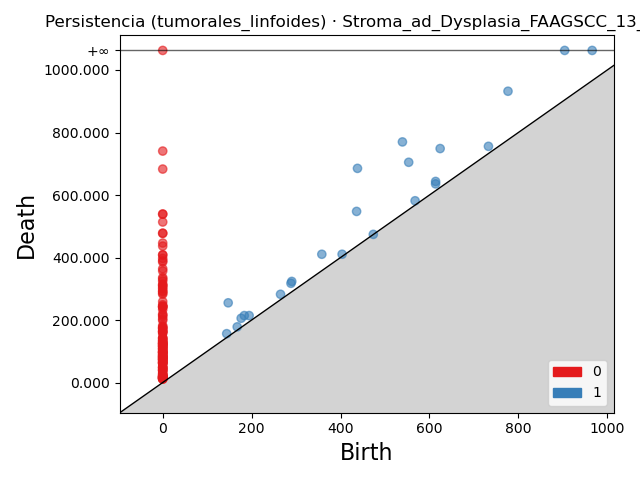 Persistencia (tumorales_linfoides) · Stroma_ad_Dysplasia_FAAGSCC_13_
+∞
1000.000
800.000
600.000
400.000
200.000
0.000
Death
0
1
0 200 400 600 800 1000
Birth